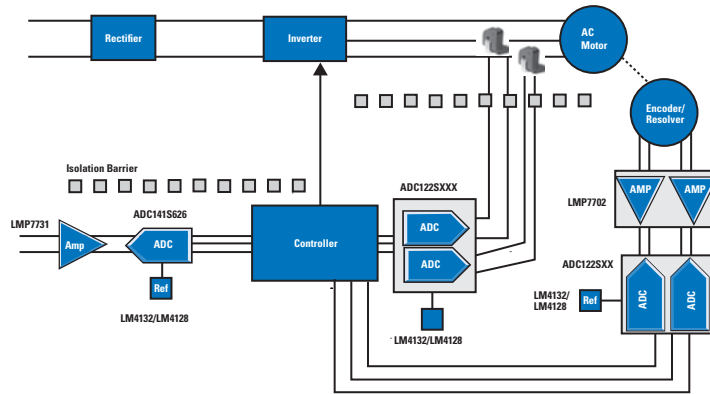 Rectifier
Inverter
AC
Motor
Encoder/
Resolver
Isolation Barrier
ADC122SXXX
LMP7731
ADC141S626
Amp
ADC
Controller
ADC
ADC
Ref
LM4132/LM4128
LM4132/LM4128
AMP
AMP
LMP7702
ADC122SXX
LM4132/
LM4128
Ref
ADC
ADC